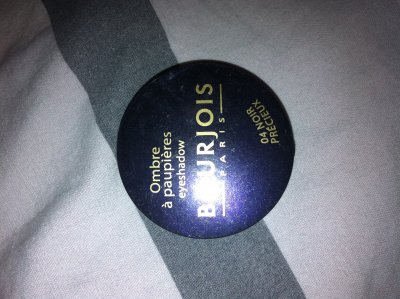 Ombre
à paupières
eyeshadow
BOURJOIS
PARIS
04 NOIR
PRÉCIEUX